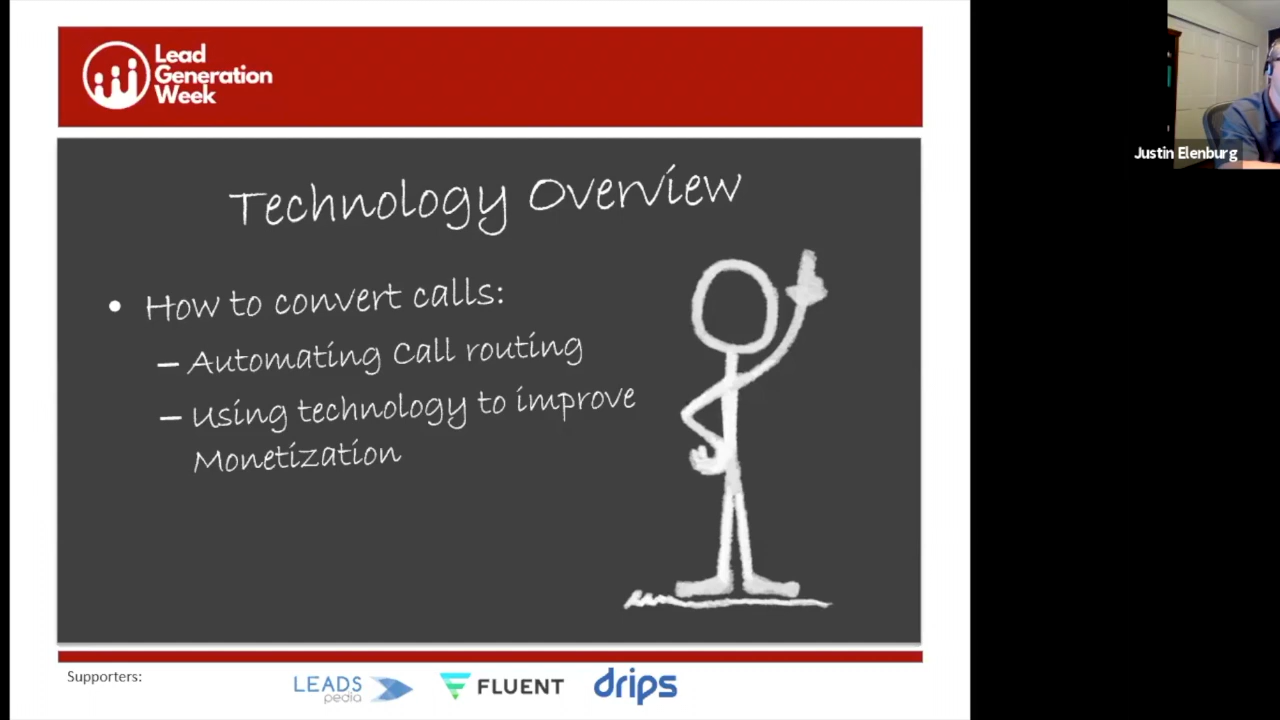 Lead
Generation
Week
Technology Overview
• How to convert calls:
– Automating Call routing
– Using technology to improve
Monetization
Justin Elenburg
Supporters:
LEADS
pedia
FLUENT
drips